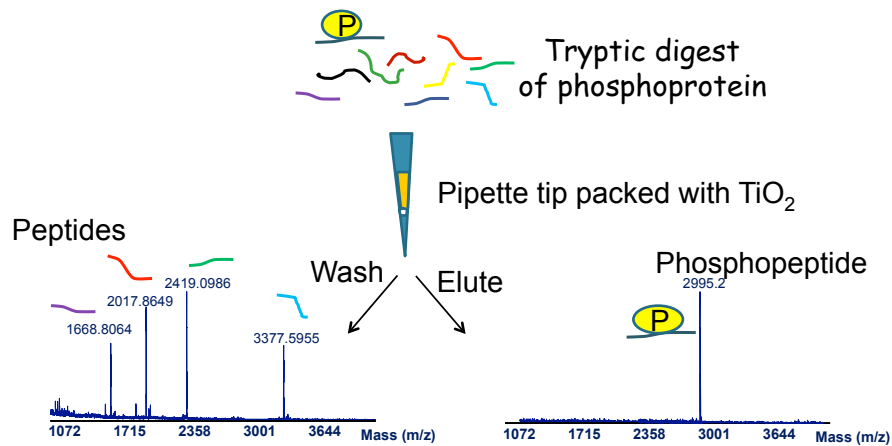 P
Tryptic digest
of phosphoprotein
Pipette tip packed with TiO2
Peptides
Wash
Elute
Phosphopeptide
1668.8064
2017.8649
2419.0986
3377.5955
1072 1715 2358 3001 3644 Mass (m/z)
2995.2
P
1072 1715 2358 3001 3644 Mass (m/z)